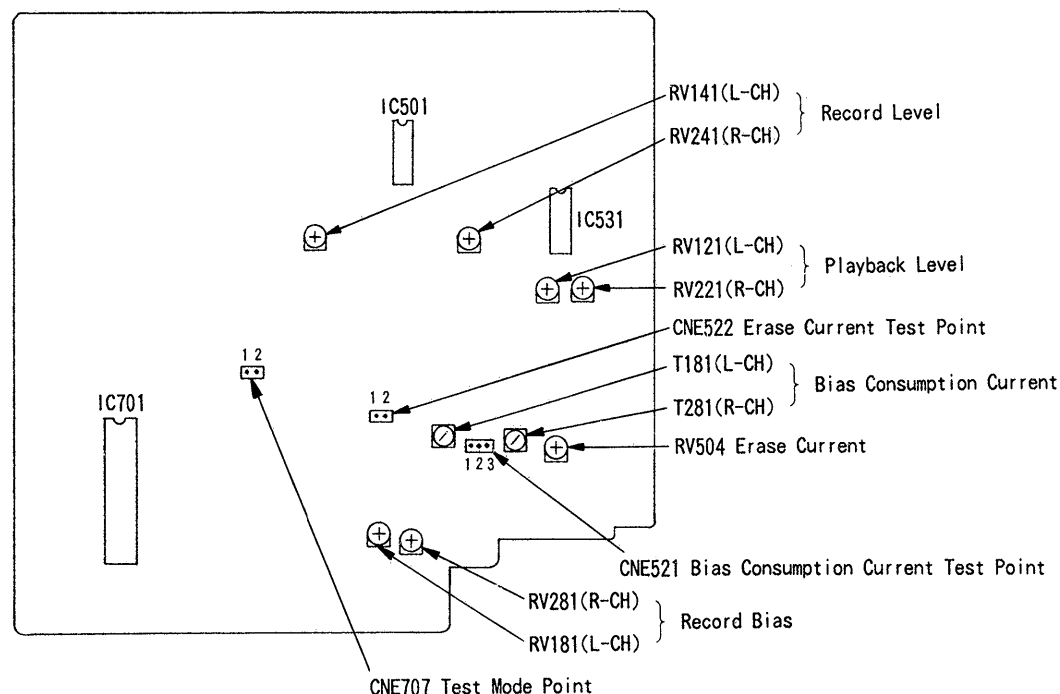 RV141(L-CH)
Record Level
RV241(R-CH)
IC501
IC531
RV121(L-CH)
Playback Level
RV221(R-CH)
CNE522 Erase Current Test Point
1 2
T181(L-CH)
Bias Consumption Current
T281(R-CH)
IC701
1 2
RV504 Erase Current
1 2 3
CNE521 Bias Consumption Current Test Point
RV281(R-CH)
Record Bias
RV181(L-CH)
CNE707 Test Mode Point